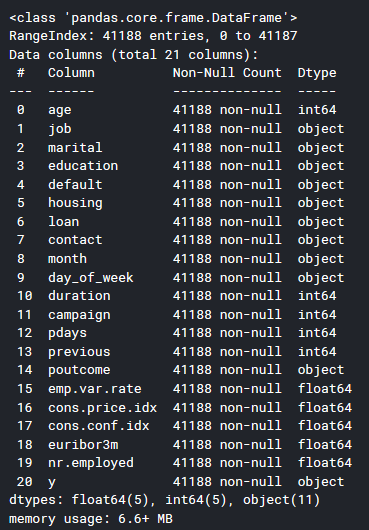 <class 'pandas.core.frame.DataFrame'>
RangeIndex: 41188 entries, 0 to 41187
Data columns (total 21 columns):
 #   Column          Non-Null Count  Dtype
---  ------          --------------  -----
 0   age             41188 non-null  int64
 1   job             41188 non-null  object
 2   marital         41188 non-null  object
 3   education       41188 non-null  object
 4   default         41188 non-null  object
 5   housing         41188 non-null  object
 6   loan            41188 non-null  object
 7   contact         41188 non-null  object
 8   month           41188 non-null  object
 9   day_of_week     41188 non-null  object
 10  duration        41188 non-null  int64
 11  campaign        41188 non-null  int64
 12  pdays           41188 non-null  int64
 13  previous        41188 non-null  int64
 14  poutcome        41188 non-null  object
 15  emp.var.rate    41188 non-null  float64
 16  cons.price.idx  41188 non-null  float64
 17  cons.conf.idx   41188 non-null  float64
 18  euribor3m       41188 non-null  float64
 19  nr.employed     41188 non-null  float64
 20  y               41188 non-null  object
dtypes: float64(5), int64(5), object(11)
memory usage: 6.6+ MB